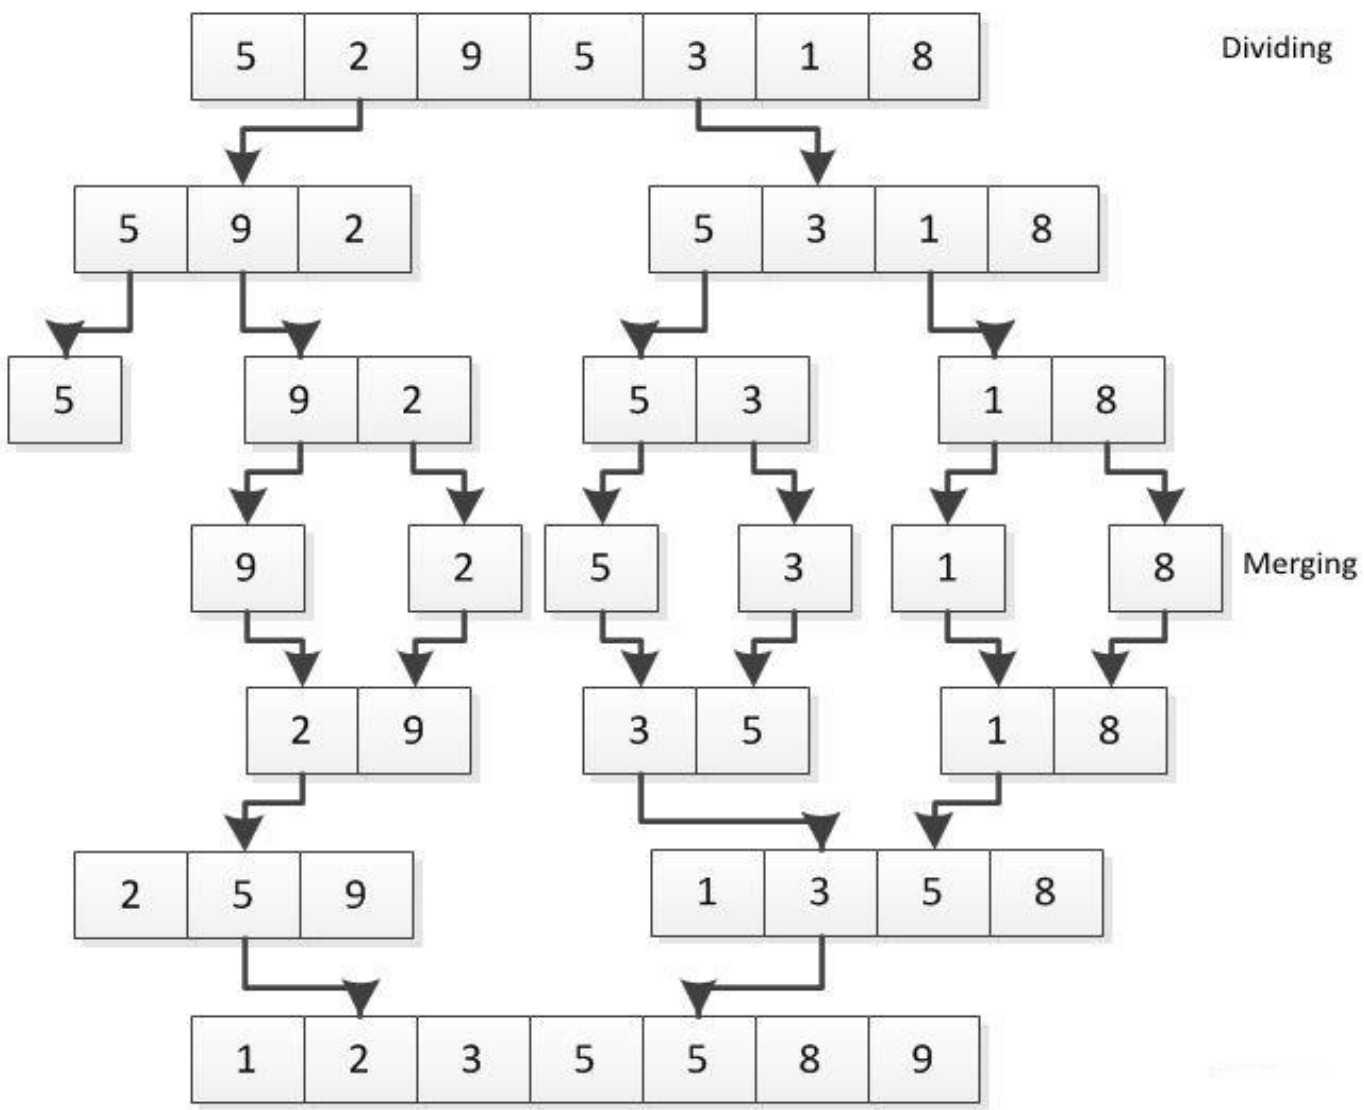 5 2 9 5 3 1 8 Dividing
5 9 2 5 3 1 8
5 9 2 5 3 1 8
9 2 5 3 1 8 Merging
2 9 3 5 1 8
2 5 9 1 3 5 8
1 2 3 5 5 8 9